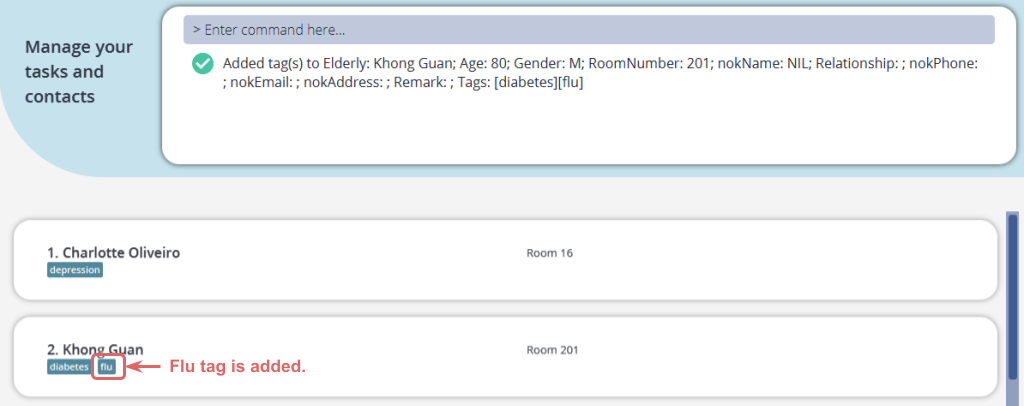 Manage your
tasks and
contacts
> Enter command here...
Added tag(s) to Elderly: Khong Guan; Age: 80; Gender: M; RoomNumber: 201; nokName: NIL; Relationship: ; nokPhone:
; nokEmail: ; nokAddress: ; Remark: ; Tags: [diabetes][flu]
1. Charlotte Oliveiro
Room 16
depression
2. Khong Guan
Room 201
diabetes flu
Flu tag is added.